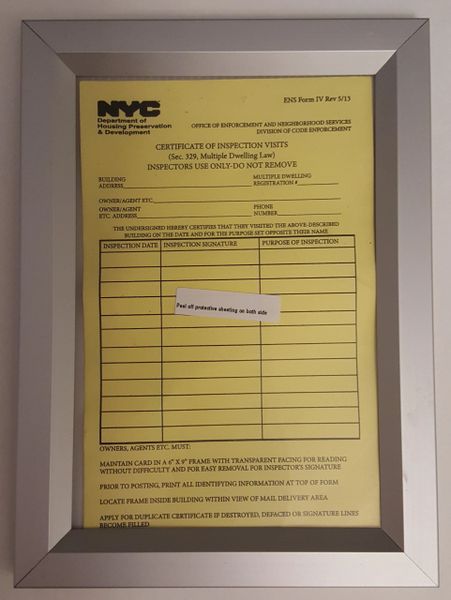 NYC
Department of
Housing Preservation
& Development
ENS Form IV Rev 5/13
OFFICE OF ENFORCEMENT AND NEIGHBORHOOD SERVICES
DIVISION OF CODE ENFORCEMENT
CERTIFICATE OF INSPECTION VISITS
(Sec. 329, Multiple Dwelling Law)
INSPECTORS USE ONLY-DO NOT REMOVE
BUILDING ADDRESS
MULTIPLE DWELLING REGISTRATION #
OWNER/AGENT ETC.
OWNER/AGENT ETC. ADDRESS
PHONE NUMBER
THE UNDERSIGNED HEREBY CERTIFIES THAT THEY VISITED THE ABOVE-DESCRIBED
BUILDING ON THE DATE AND FOR THE PURPOSE SET OPPOSITE THEIR NAME
INSPECTION DATE INSPECTION SIGNATURE PURPOSE OF INSPECTION
Peel off protective sheeting on both side
OWNERS, AGENTS ETC, MUST:
MAINTAIN CARD IN A 6" X 9" FRAME WITH TRANSPARENT FACING FOR READING
WITHOUT DIFFICULTY AND FOR EASY REMOVAL FOR INSPECTOR'S SIGNATURE
PRIOR TO POSTING, PRINT ALL IDENTIFYING INFORMATION AT TOP OF FORM
LOCATE FRAME INSIDE BUILDING WITHIN VIEW OF MAIL DELIVERY AREA
APPLY FOR DUPLICATE CERTIFICATE IF DESTROYED, DEFACED OR SIGNATURE LINES
BECOME FILLED